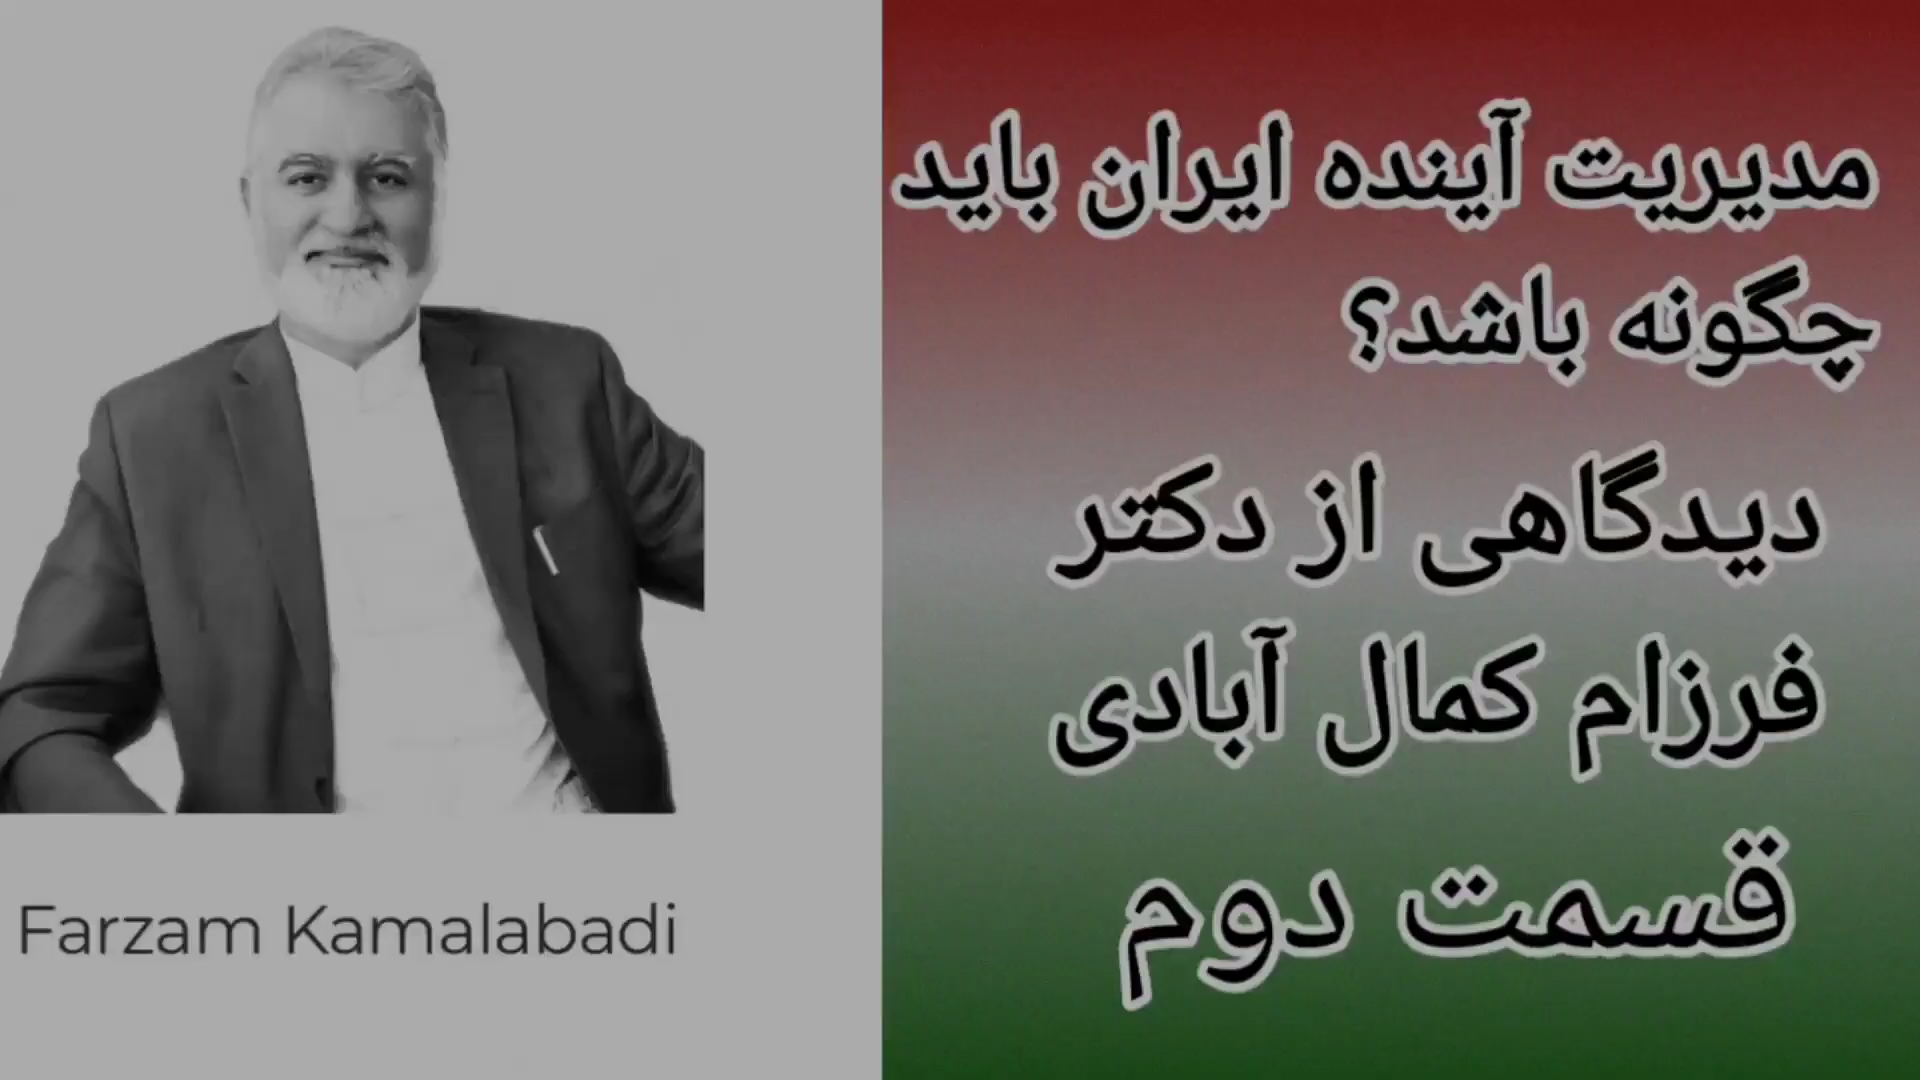 مدیریت آینده ایران باید
چگونه باشد؟
دیدگاهی از دکتر
فرزام کمال آبادی
قسمت دوم
Farzam Kamalabadi